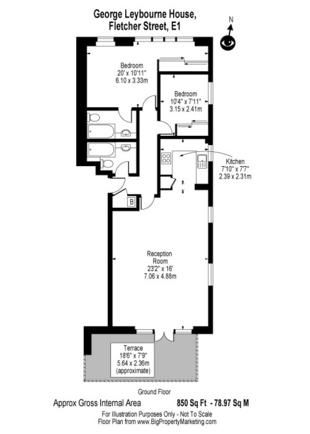 George Leybourne House,
Fletcher Street, E1
N
Bedroom
20' x 10'11"
6.10 x 3.33m
Bedroom
10'4" x 7'11"
3.15 x 2.41m
Kitchen
7'10" x 7'7"
2.39 x 2.31m
B
Reception
Room
23'2" x 16'
7.06 x 4.88m
Terrace
18'6" x 7'9"
5.64 x 2.36m
(approximate)
Ground Floor
Approx Gross Internal Area 850 Sq Ft - 78.97 Sq M
For Illustration Purposes Only - Not To Scale
Floor Plan from www.BigPropertyMarketing.com